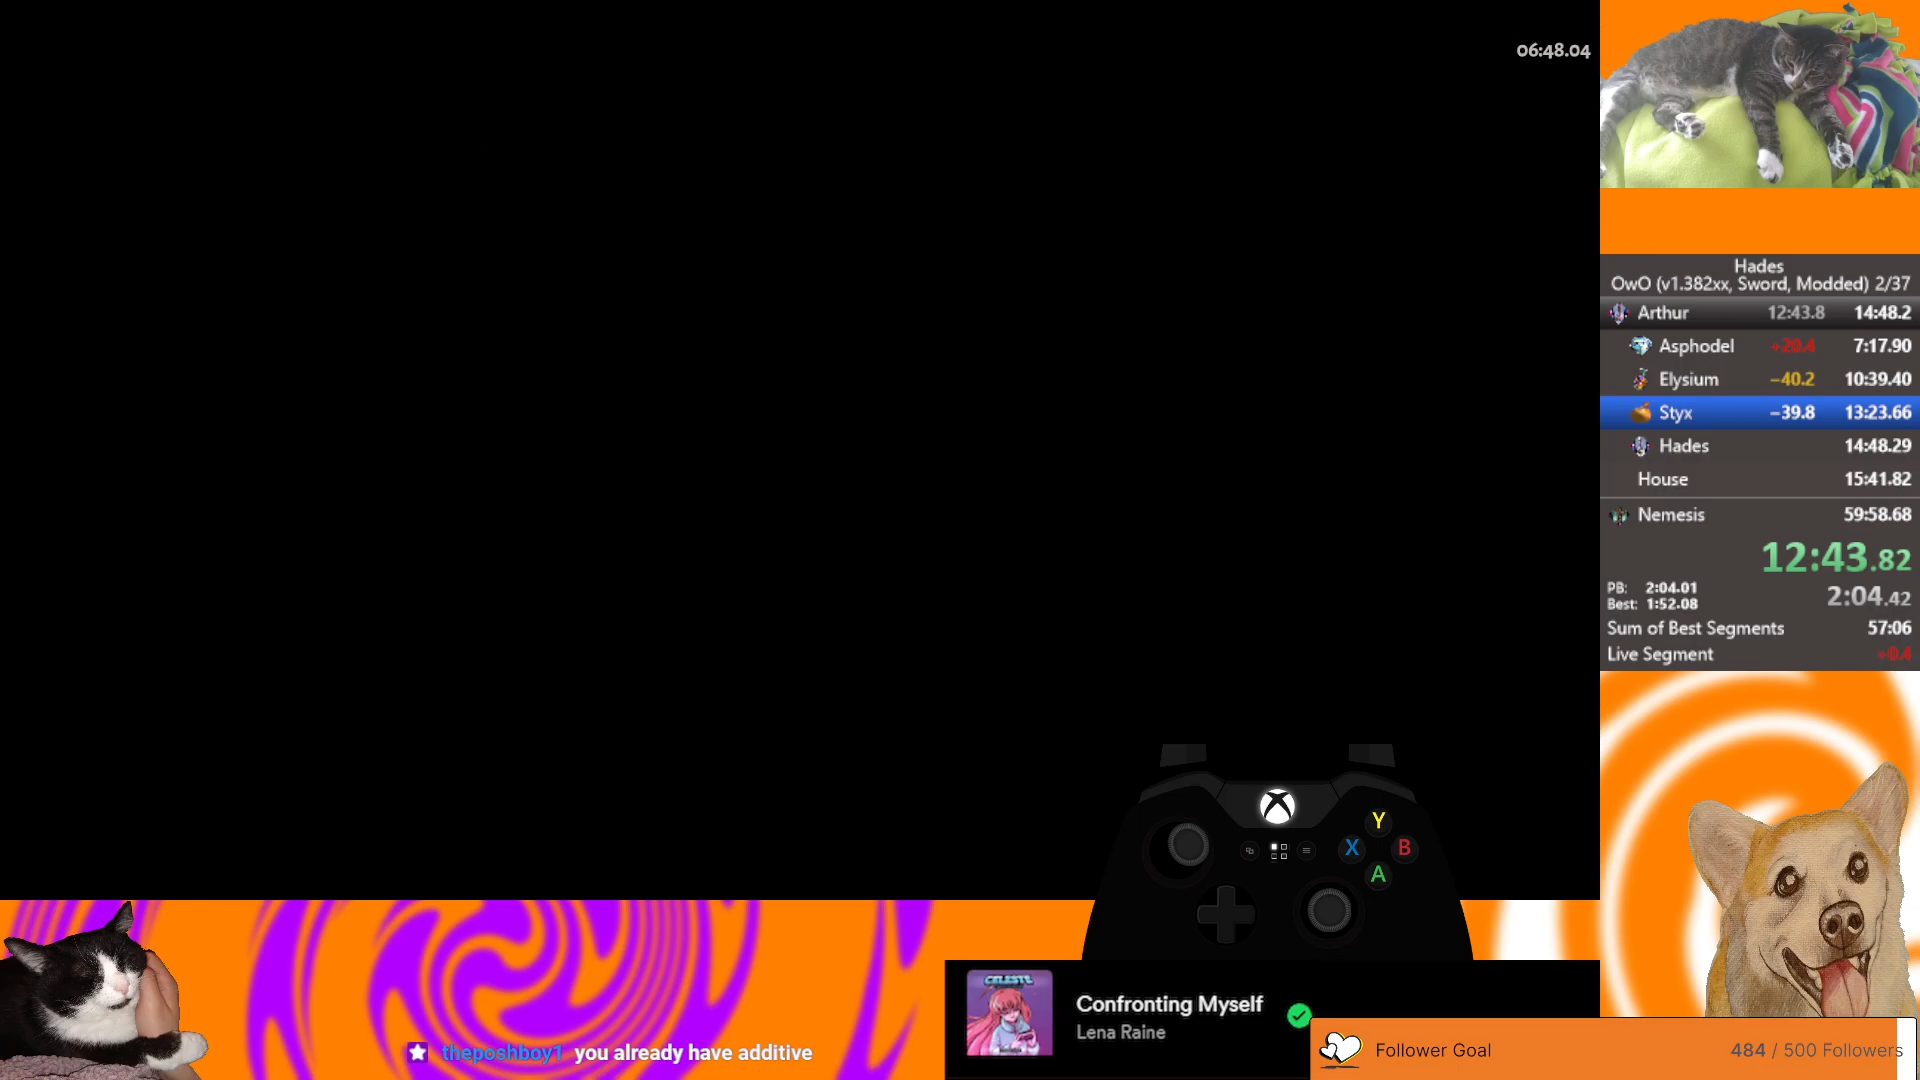 06:48.04
Hades
OwO (v1.382xx, Sword, Modded) 2/37
Arthur 12:43.8 14:48.2
Asphodel +20.4 7:17.90
Elysium −40.2 10:39.40
Styx −39.8 13:23.66
Hades 14:48.29
House 15:41.82
Nemesis 59:58.68
12:43.82
PB: 2:04.01
Best: 1:52.08
2:04.42
Sum of Best Segments 57:06
Live Segment +0.4
Y
X B
A
CELESTE
Confronting Myself
Lena Raine
theposhboy1 you already have additive
Follower Goal 484 / 500 Followers